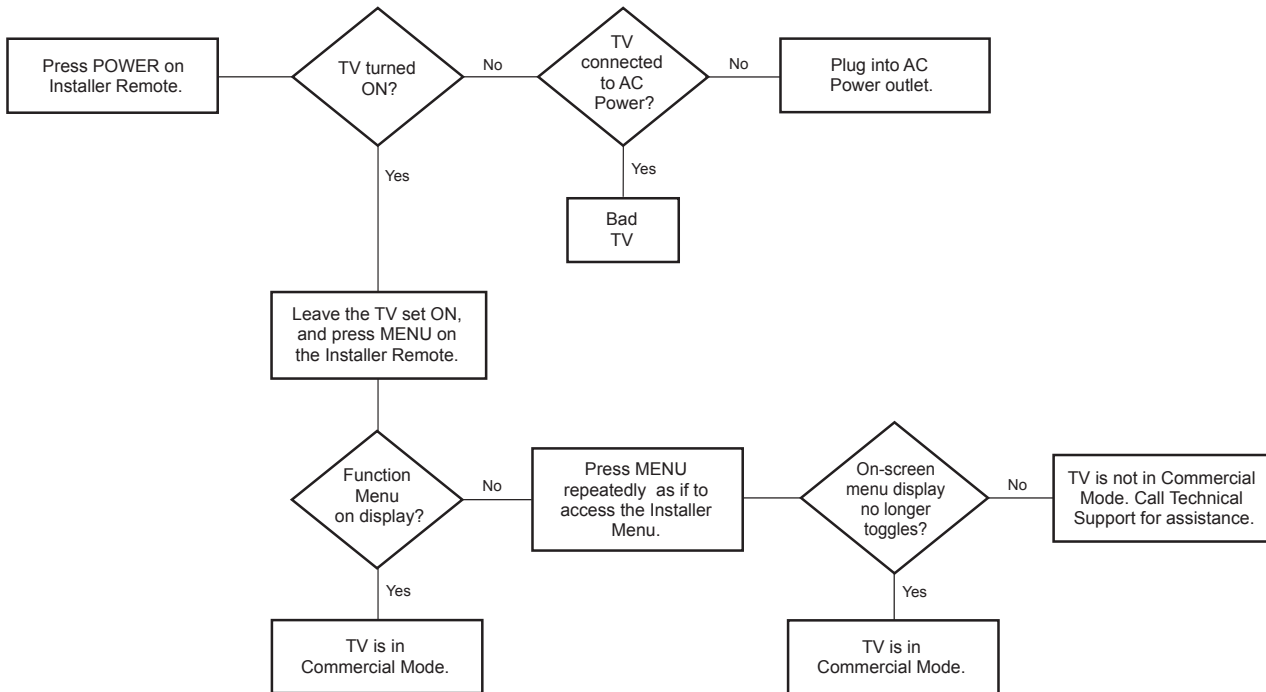 Press POWER on
Installer Remote.
TV turned
ON?
No
TV
connected
to AC
Power?
No
Plug into AC
Power outlet.
Yes
Yes
Bad
TV
Leave the TV set ON,
and press MENU on
the Installer Remote.
Function
Menu
on display?
No
Press MENU
repeatedly as if to
access the Installer
Menu.
On-screen
menu display
no longer
toggles?
No
TV is not in Commercial
Mode. Call Technical
Support for assistance.
Yes
TV is in
Commercial Mode.
Yes
TV is in
Commercial Mode.